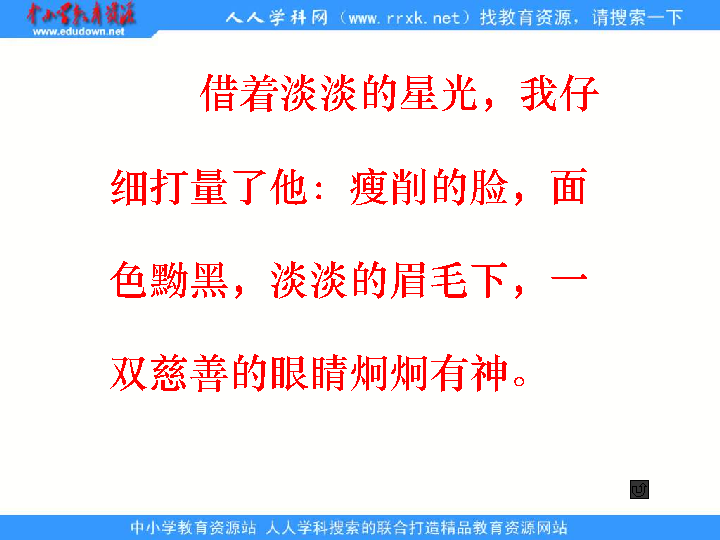 中小学教育资源
www.edudown.net
人人学科网（www.rrxk.net）找教育资源，请搜索一下
借着淡淡的星光，我仔
细打量了他：瘦削的脸，面
色黝黑，淡淡的眉毛下，一
双慈善的眼睛炯炯有神。
中小学教育资源站 人人学科搜索的联合打造精品教育资源网站